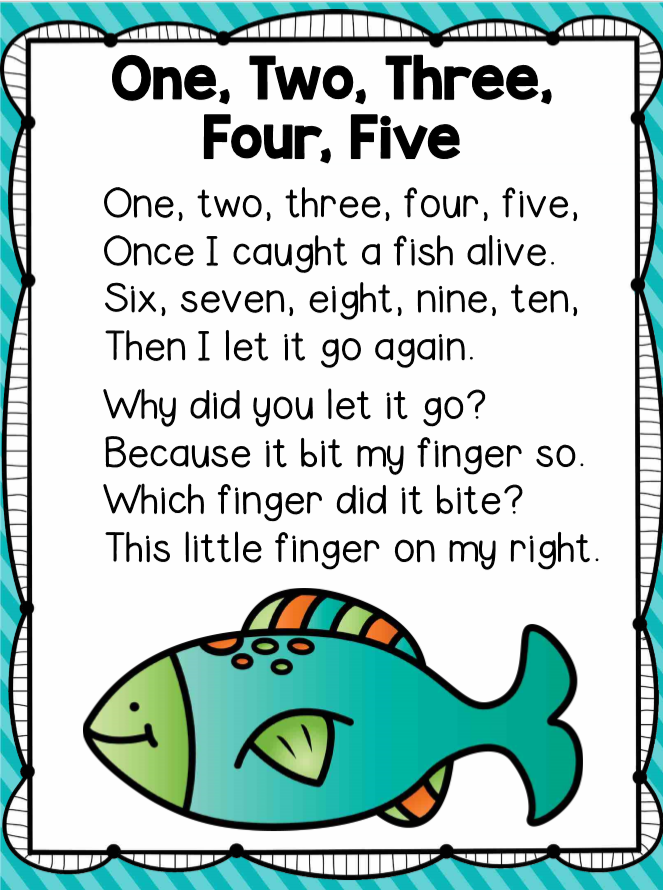 One, Two, Three,
Four, Five
One, two, three, four, five,
Once I caught a fish alive.
Six, seven, eight, nine, ten,
Then I let it go again.
Why did you let it go?
Because it bit my finger so.
Which finger did it bite?
This little finger on my right.